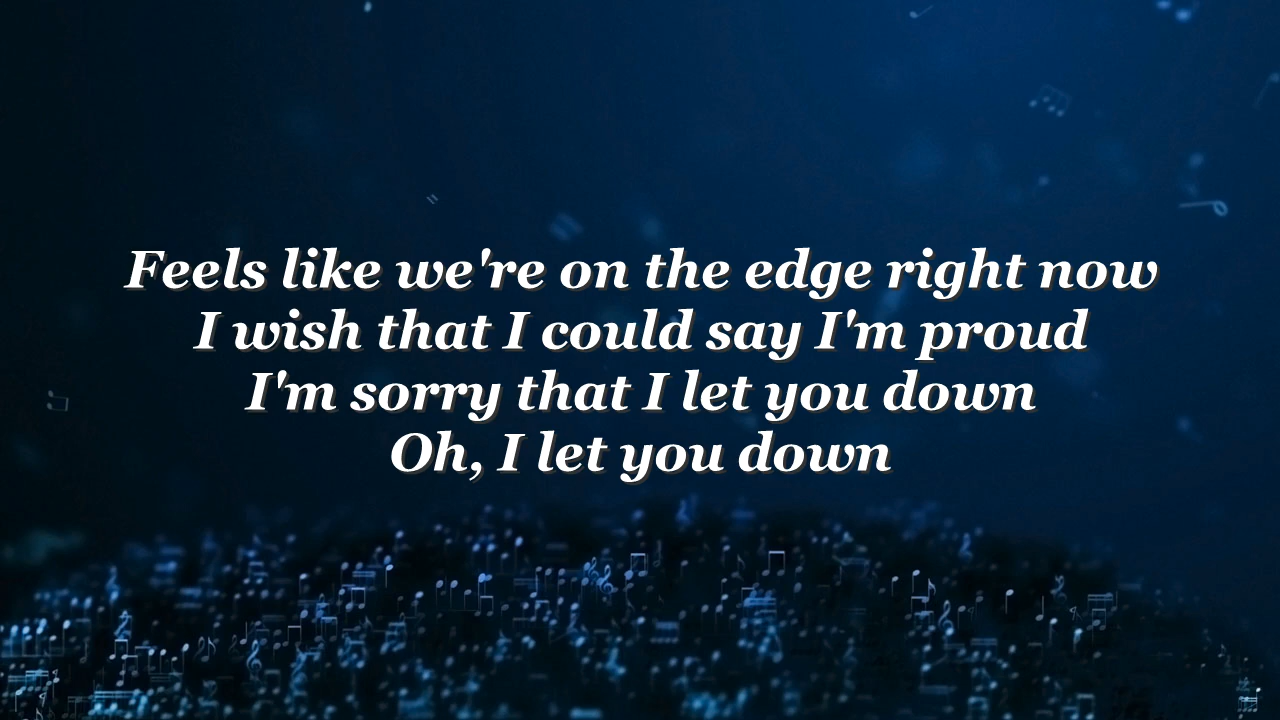 Feels like we're on the edge right now
I wish that I could say I'm proud
I'm sorry that I let you down
Oh, I let you down